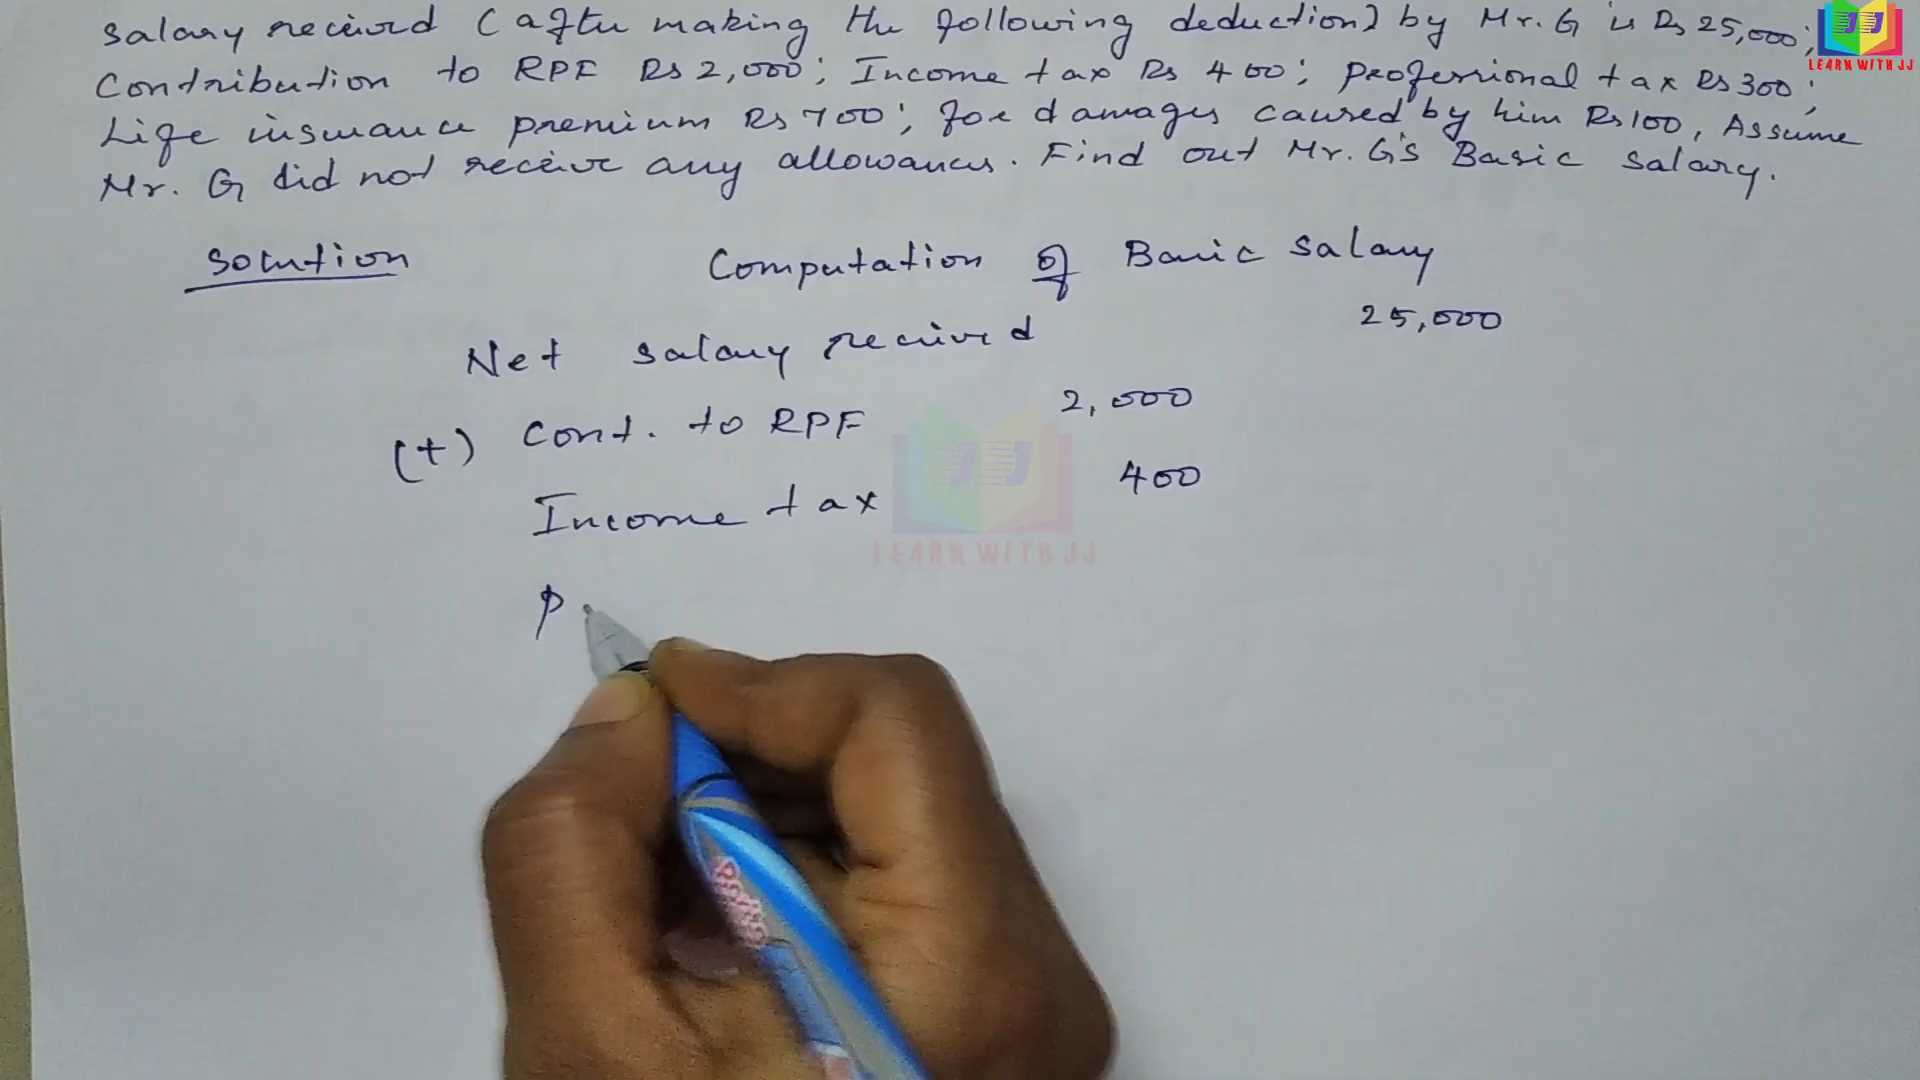 Salary received (after making the following deduction) by Mr. G is Rs 25,000;
Contribution to RPF Rs 2,000; Income tax Rs 400; Professional tax Rs 300;
Life insurance premium Rs 700; for damages caused by him Rs 100, Assume
Mr. G did not receive any allowances. Find out Mr. G's Basic Salary.
Solution
Computation of Basic Salary
Net salary received 25,000
(+) Cont. to RPF 2,000
Income tax 400
P
LEARN WITH JJ
LEARN WITH JJ